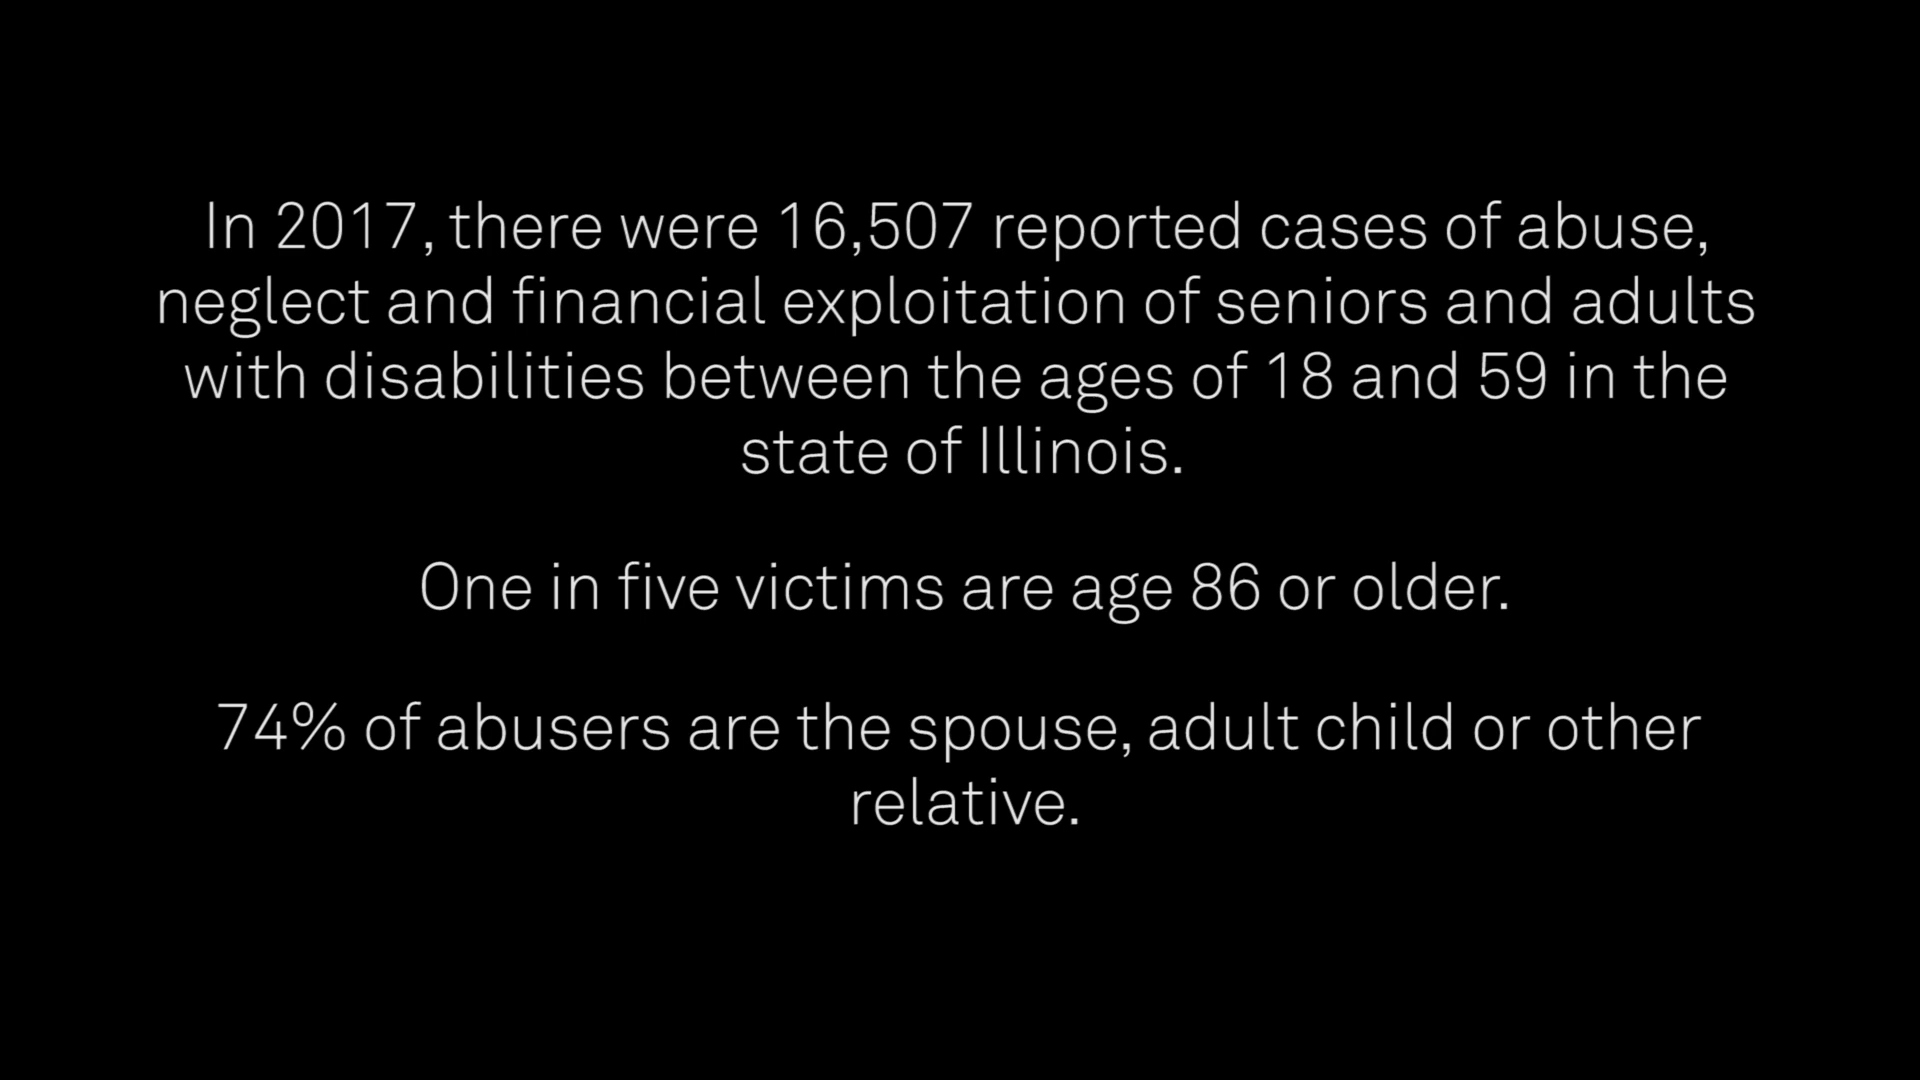 In 2017, there were 16,507 reported cases of abuse,
neglect and financial exploitation of seniors and adults
with disabilities between the ages of 18 and 59 in the
state of Illinois.
One in five victims are age 86 or older.
74% of abusers are the spouse, adult child or other
relative.